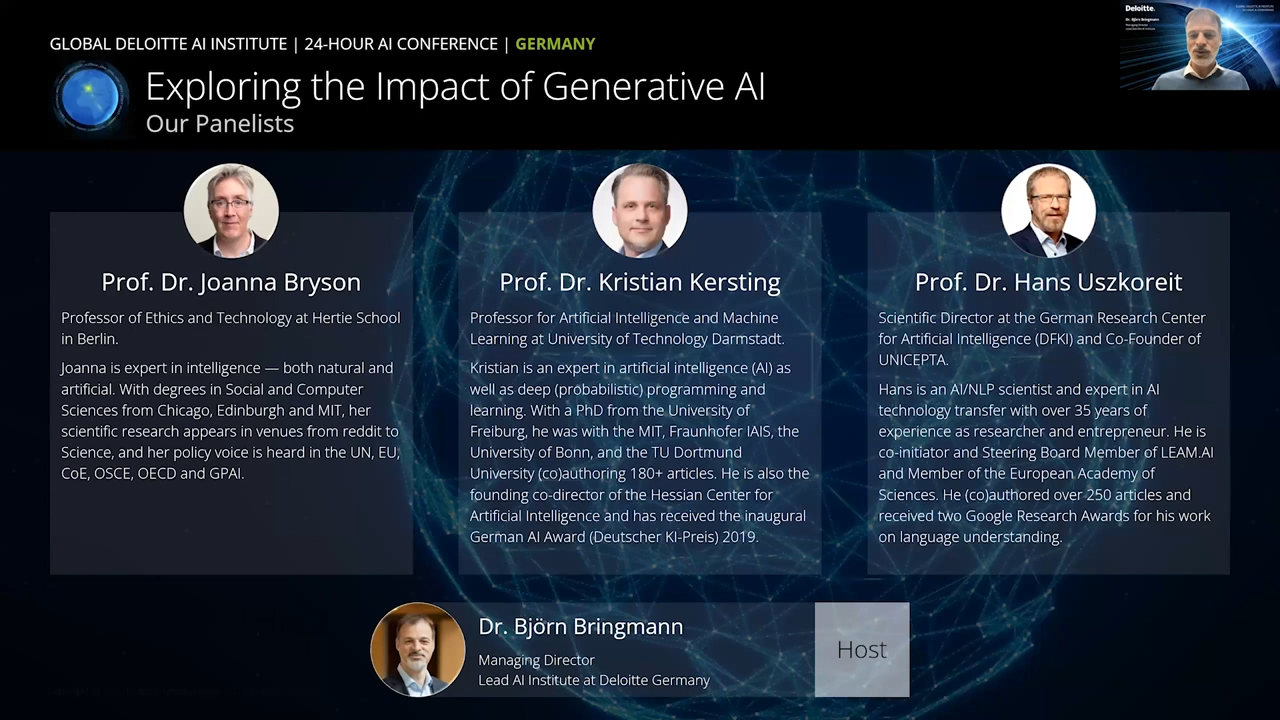 GLOBAL DELOITTE AI INSTITUTE | 24-HOUR AI CONFERENCE | GERMANY
Exploring the Impact of Generative AI
Our Panelists
Deloitte.
Dr. Björn Bringmann
Managing Director
Prof. Dr. Joanna Bryson
Professor of Ethics and Technology at Hertie School
in Berlin.
Joanna is expert in intelligence — both natural and
artificial. With degrees in Social and Computer
Sciences from Chicago, Edinburgh and MIT, her
scientific research appears in venues from reddit to
Science, and her policy voice is heard in the UN, EU,
CoE, OSCE, OECD and GPAI.
Prof. Dr. Kristian Kersting
Professor for Artificial Intelligence and Machine
Learning at University of Technology Darmstadt.
Kristian is an expert in artificial intelligence (AI) as
well as deep (probabilistic) programming and
learning. With a PhD from the University of
Freiburg, he was with the MIT, Fraunhofer IAIS, the
University of Bonn, and the TU Dortmund
University (co)authoring 180+ articles. He is also the
founding co-director of the Hessian Center for
Artificial Intelligence and has received the inaugural
German AI Award (Deutscher KI-Preis) 2019.
Prof. Dr. Hans Uszkoreit
Scientific Director at the German Research Center
for Artificial Intelligence (DFKI) and Co-Founder of
UNICEPTA.
Hans is an AI/NLP scientist and expert in AI
technology transfer with over 35 years of
experience as researcher and entrepreneur. He is
co-initiator and Steering Board Member of LEAM.AI
and Member of the European Academy of
Sciences. He (co)authored over 250 articles and
received two Google Research Awards for his work
on language understanding.
Dr. Björn Bringmann
Managing Director
Lead AI Institute at Deloitte Germany
Host